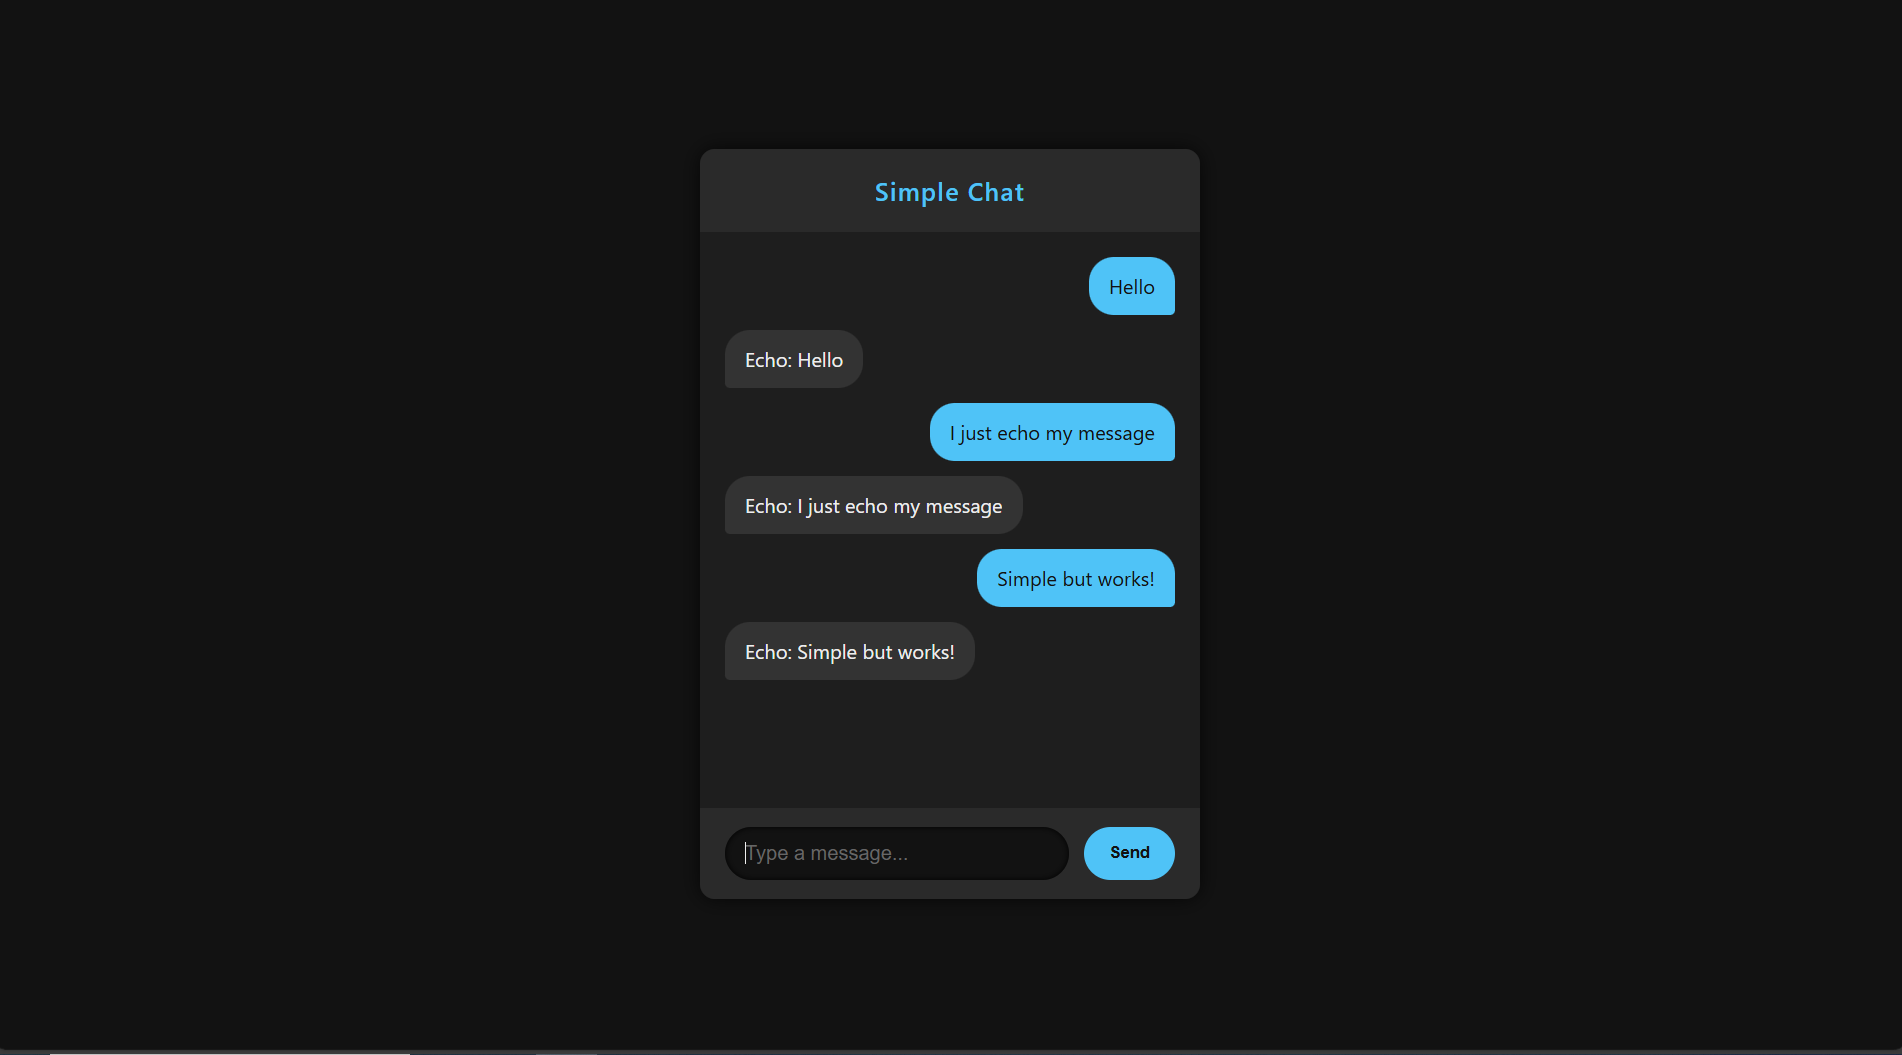 Simple Chat
Hello
Echo: Hello
I just echo my message
Echo: I just echo my message
Simple but works!
Echo: Simple but works!
Type a message...
Send